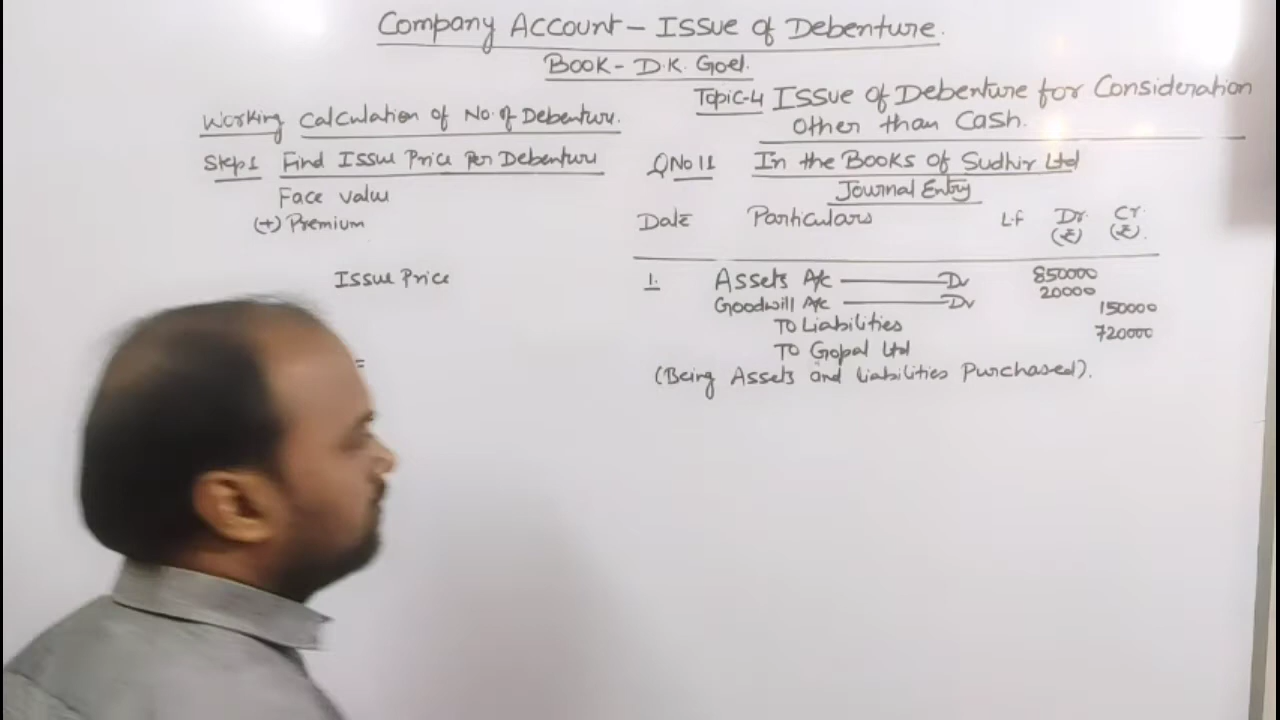 Company Account - Issue of Debenture.
Book - D.K. Goel.
Topic-4 Issue of Debenture for Consideration
Other than Cash.
Working Calculation of No. of Debenture.
Step 1 Find Issue Price Per Debenture
Face value
(+) Premium
Issue Price
=
QNo 11 In the Books of Sudhir Ltd
Journal Entry
Date Particulars L.f Dr. (₹) Cr. (₹).
1. Assets A/c Dr 850000
Goodwill A/c Dr 20000
To Liabilities 150000
To Gopal Ltd 720000
(Being Assets and liabilities Purchased).